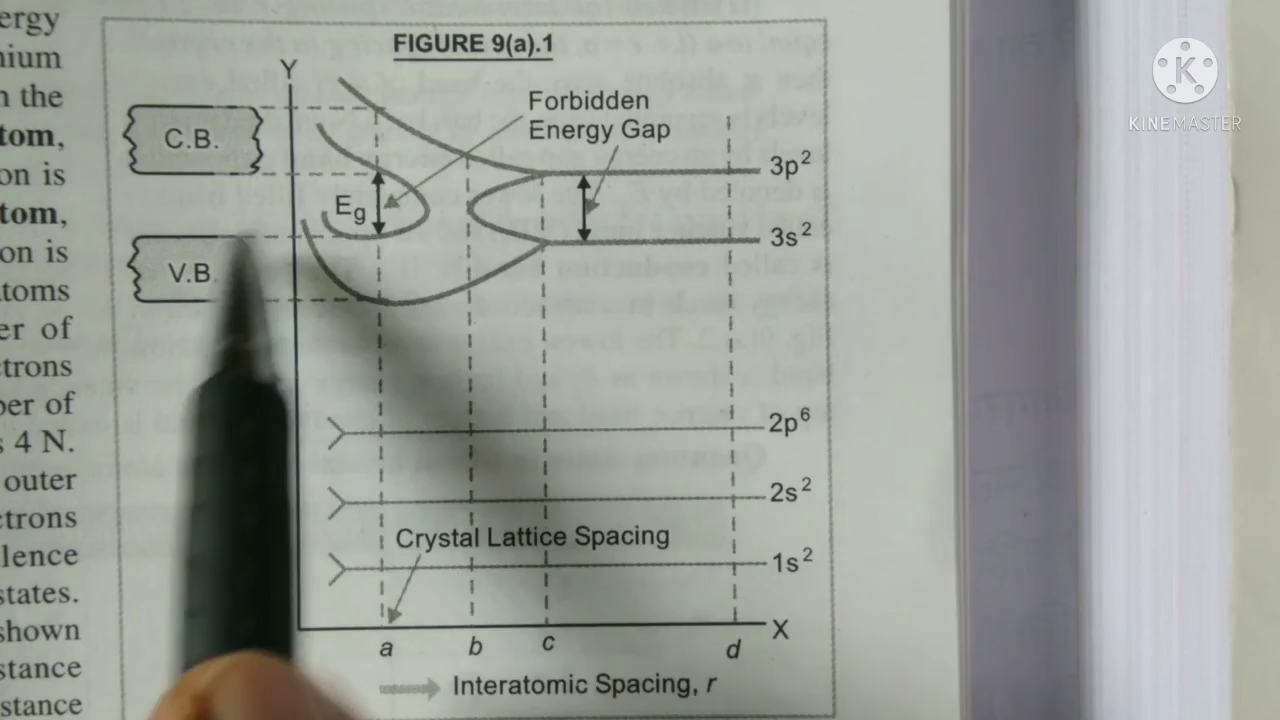 FIGURE 9(a).1
Y
Forbidden
Energy Gap
C.B.
3p²
Eg
3s²
V.B.
2p⁶
2s²
Crystal Lattice Spacing
1s²
X
a b c d
Interatomic Spacing, r
ergy
nium
n the
tom,
on is
tom,
on is
toms
er of
ctrons
ber of
s 4 N.
outer
ctrons
lence
states.
shown
stance
stance
K
KINEMASTER